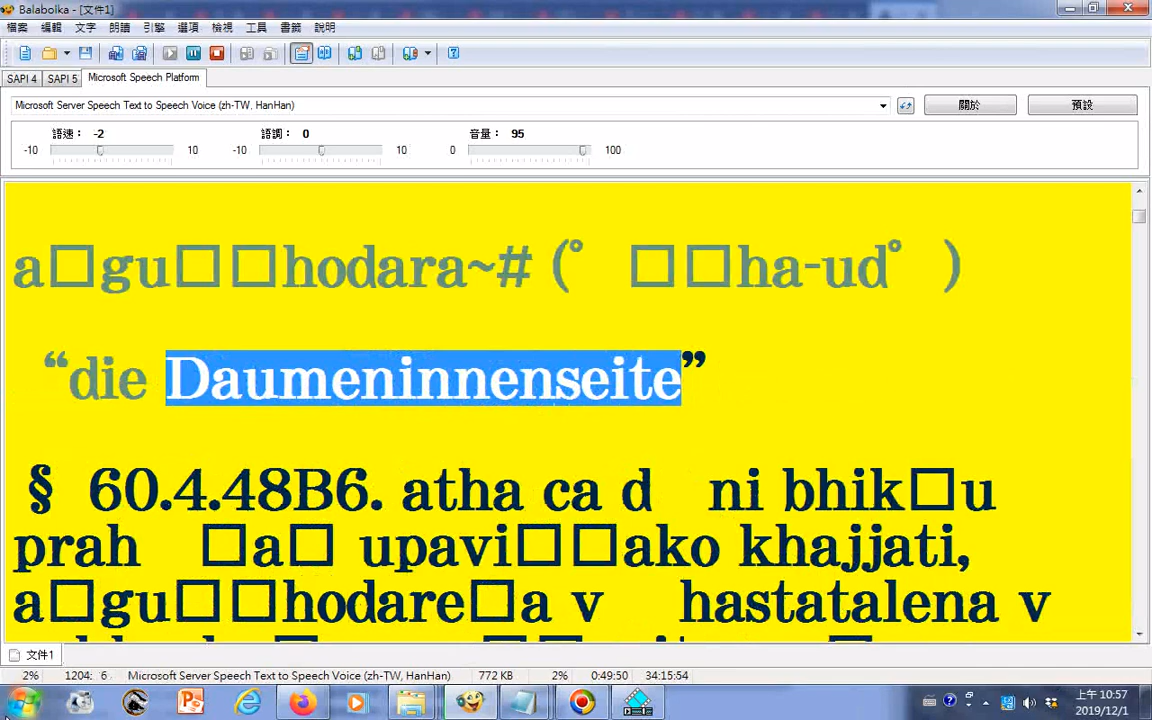 Balabolka - [文件1]
檔案 編輯 文字 朗讀 引擎 選項 檢視 工具 書籤 說明
SAPI 4 SAPI 5 Microsoft Speech Platform
Microsoft Server Speech Text to Speech Voice (zh-TW, HanHan) 關於 預設
語速： -2 語調： 0 音量： 95
-10 10 -10 10 0 100
a□gu□□hodara~# (° □□ha-ud° )
“die Daumeninnenseite”
§ 60.4.48B6. atha ca d ni bhik□u
prah □a□ upavi□□ako khajjati,
a□gu□□hodare□a v hastatalena v
文件1
2% 1204: 6 Microsoft Server Speech Text to Speech Voice (zh-TW, HanHan) 772 KB 2% 0:49:50 34:15:54
上午 10:57
2019/12/1